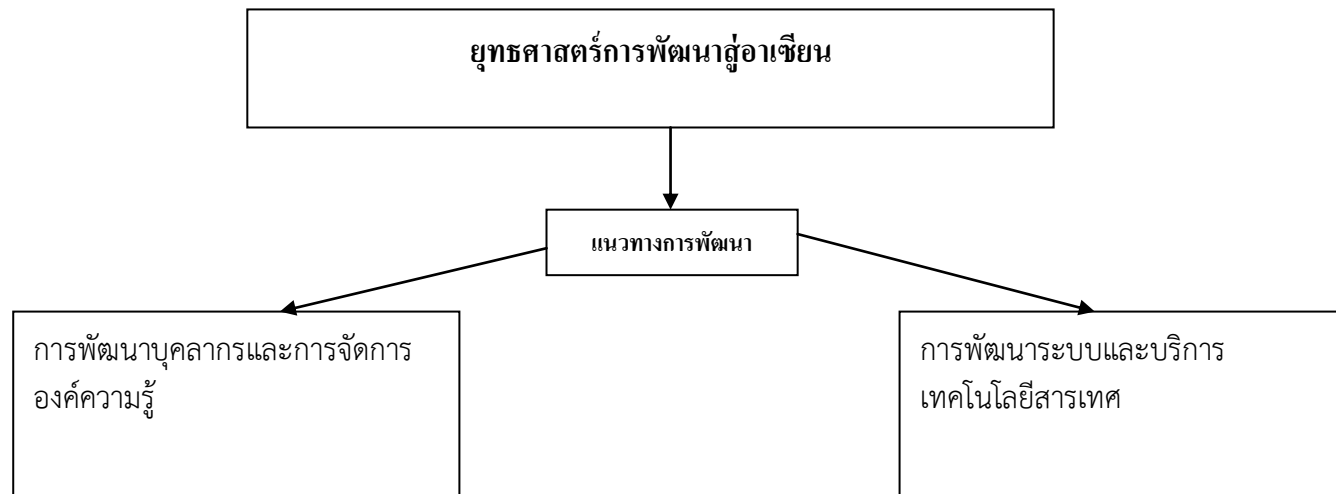 ยุทธศาสตร์การพัฒนาสู่อาเซียน
แนวทางการพัฒนา
การพัฒนาบุคลากรและการจัดการ
องค์ความรู้
การพัฒนาระบบและบริการ
เทคโนโลยีสารเทศ